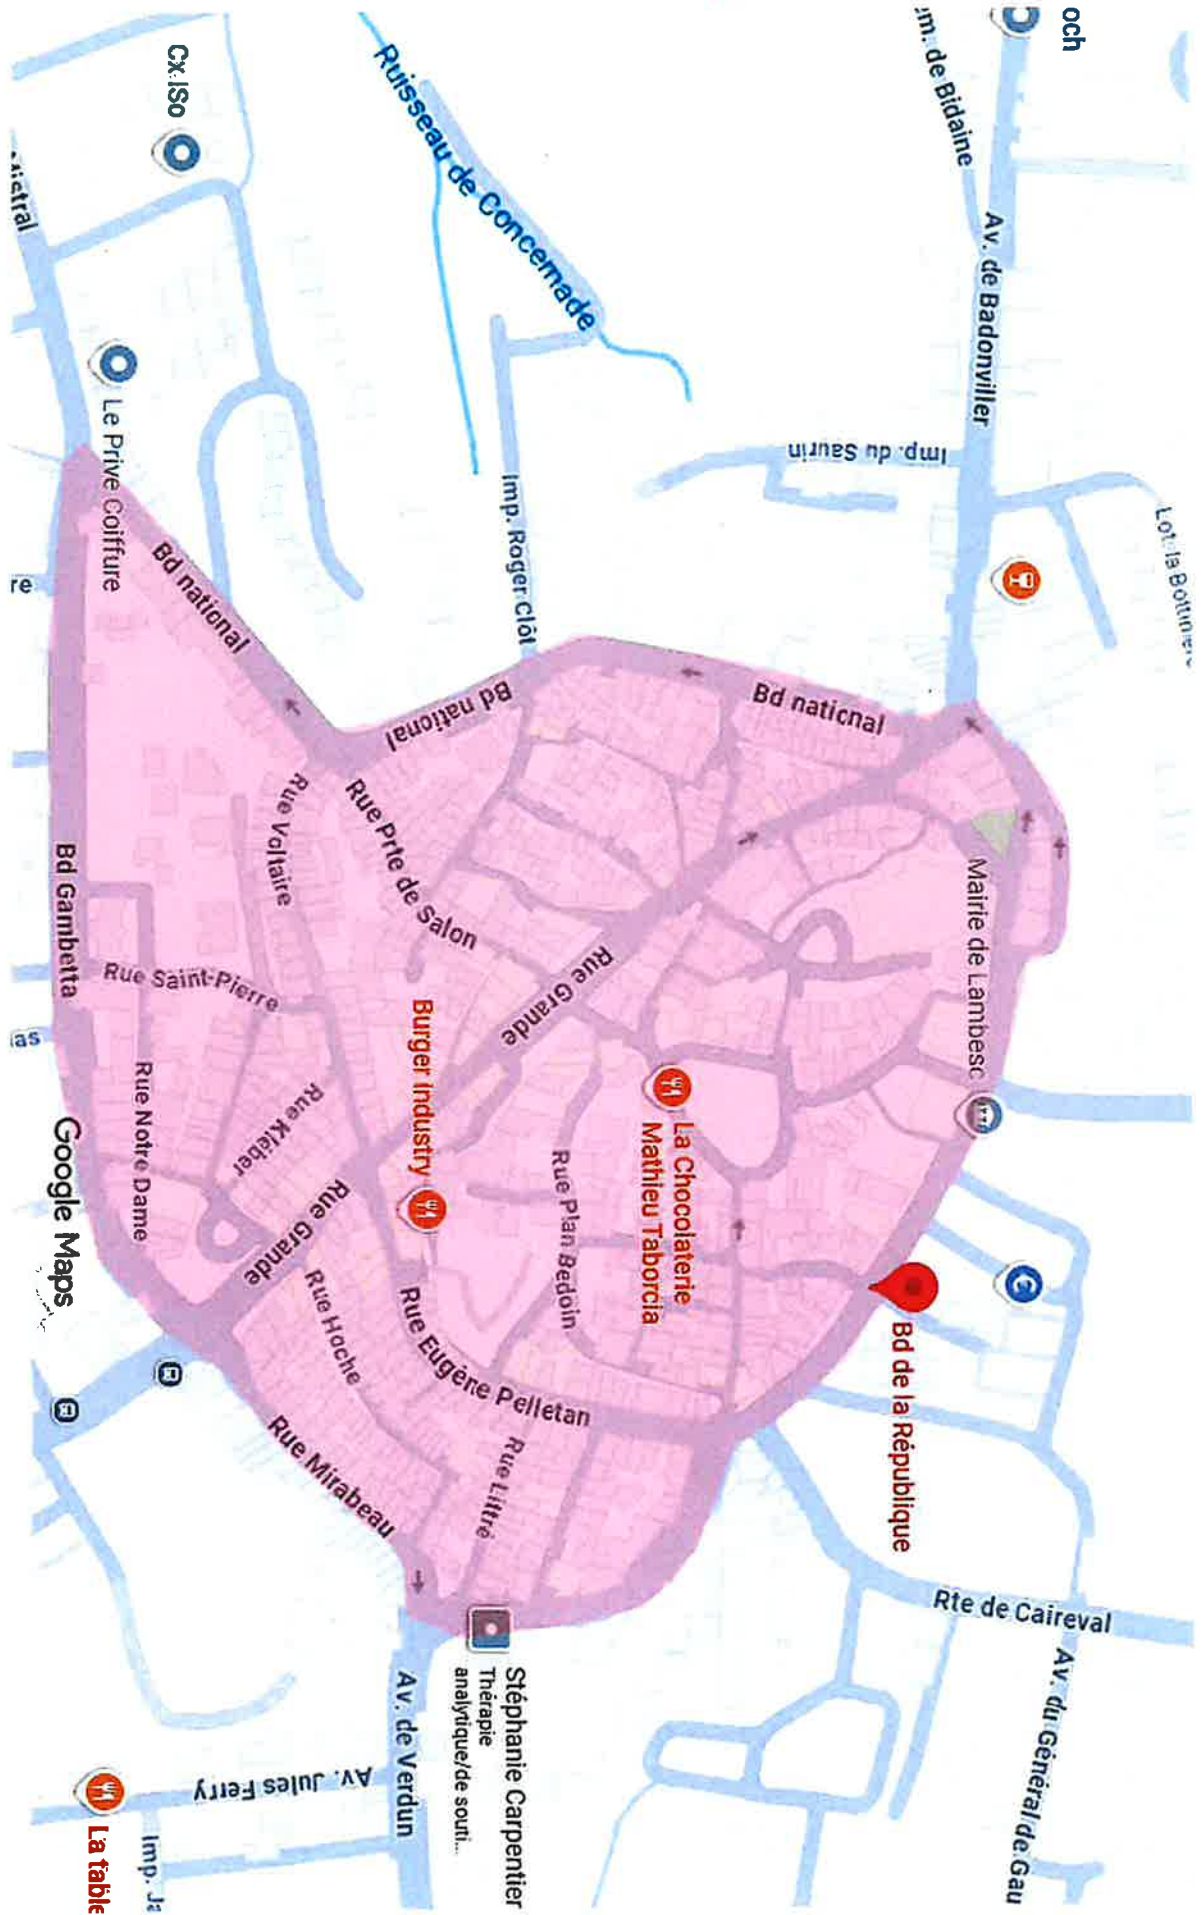 och
m. de Bidaine
Av. de Badonviller
Lot. la Bottiniere
Imp. du Saurin
Ruisseau de Concernade
Cx ISo
istral
Le Prive Coiffure
Imp. Roger Clôt
Bd national
Bd national
Bd national
re
Rue Voltaire
Rue Prte de Salon
Mairie de Lambesc
Bd Gambetta
Rue Saint-Pierre
Rue Grande
Burger industry
as
Rue Notre Dame
Rue Kléber
Rue Grande
Google Maps
La Chocolaterie
Mathieu Taborcia
Rue Plan Bedoin
Rue Hoche
Rue Eugène Pelletan
Rue Mirabeau
Rue Littré
Bd de la République
Rte de Caireval
Av. du Général de Gau
Stéphanie Carpentier
Thérapie
analytique/de souti...
Av. de Verdun
Av. Jules Ferry
La table
Imp. Ja